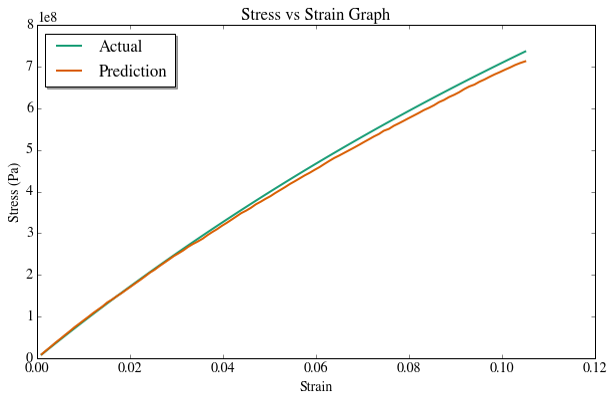 Stress vs Strain Graph
1e8
Actual
Prediction
8
7
6
5
4
3
2
1
0
Stress (Pa)
0.00 0.02 0.04 0.06 0.08 0.10 0.12
Strain